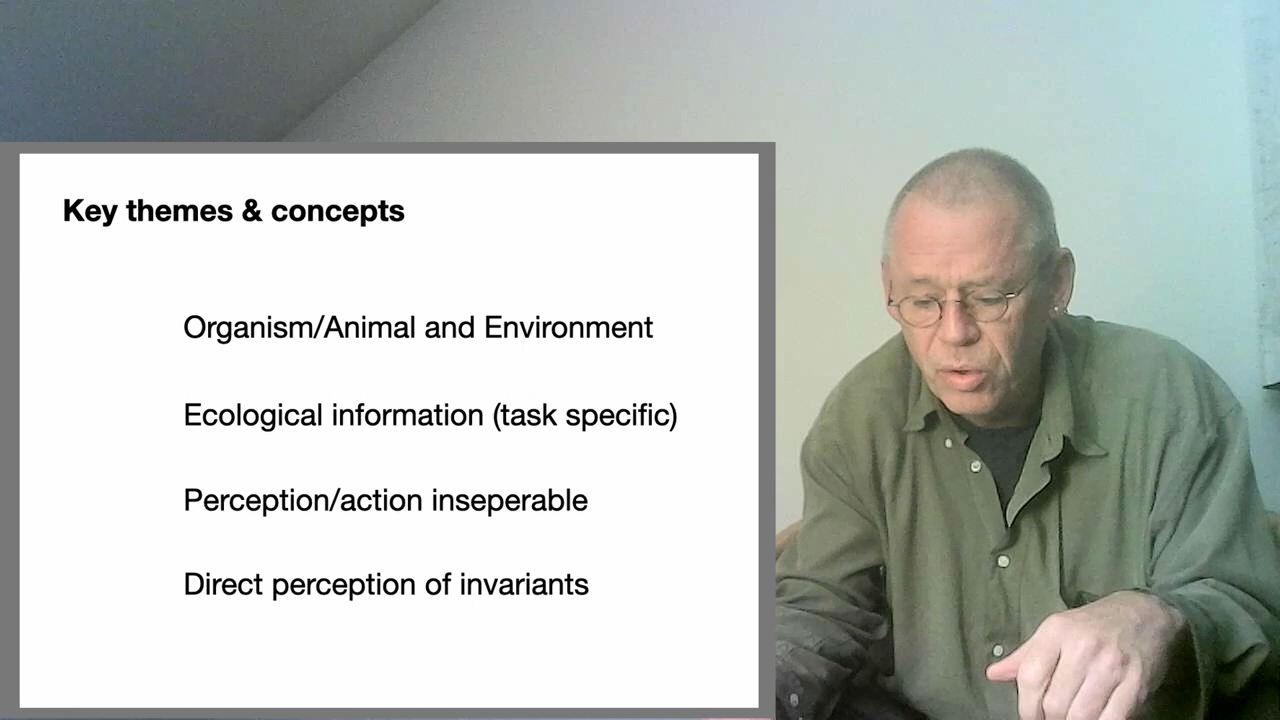 Key themes & concepts
Organism/Animal and Environment
Ecological information (task specific)
Perception/action inseperable
Direct perception of invariants